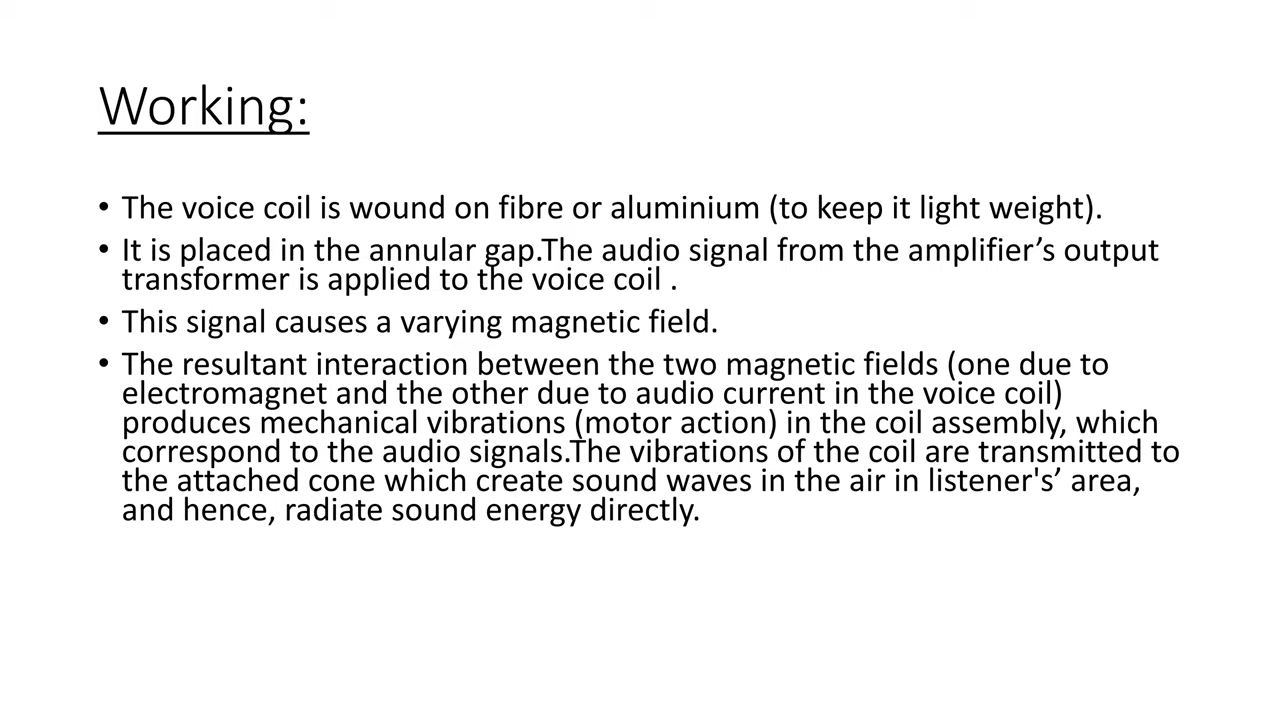 Working:
• The voice coil is wound on fibre or aluminium (to keep it light weight).
• It is placed in the annular gap.The audio signal from the amplifier’s output
transformer is applied to the voice coil .
• This signal causes a varying magnetic field.
• The resultant interaction between the two magnetic fields (one due to
electromagnet and the other due to audio current in the voice coil)
produces mechanical vibrations (motor action) in the coil assembly, which
correspond to the audio signals.The vibrations of the coil are transmitted to
the attached cone which create sound waves in the air in listener's’ area,
and hence, radiate sound energy directly.